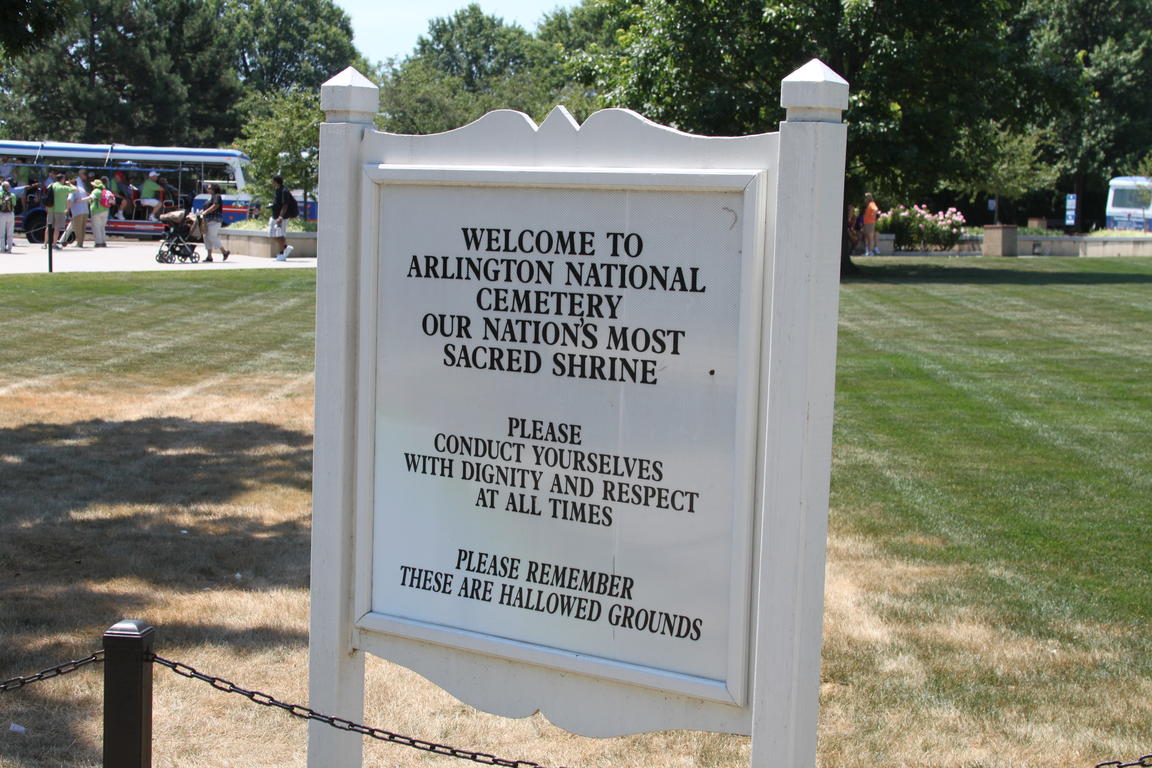 WELCOME TO
ARLINGTON NATIONAL
CEMETERY
OUR NATION'S MOST
SACRED SHRINE
PLEASE
CONDUCT YOURSELVES
WITH DIGNITY AND RESPECT
AT ALL TIMES
PLEASE REMEMBER
THESE ARE HALLOWED GROUNDS